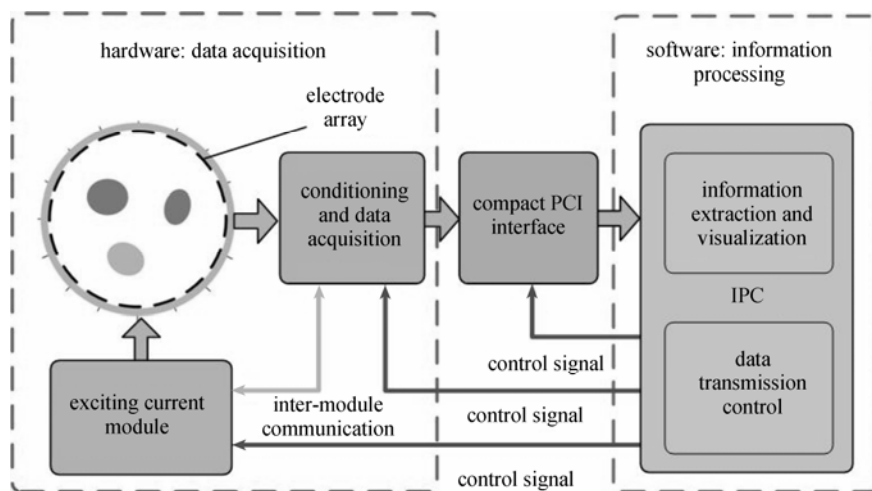 hardware: data acquisition
software: information
processing
electrode
array
conditioning
and data
acquisition
compact PCI
interface
information
extraction and
visualization
IPC
data
transmission
control
exciting current
module
inter-module
communication
control signal
control signal
control signal